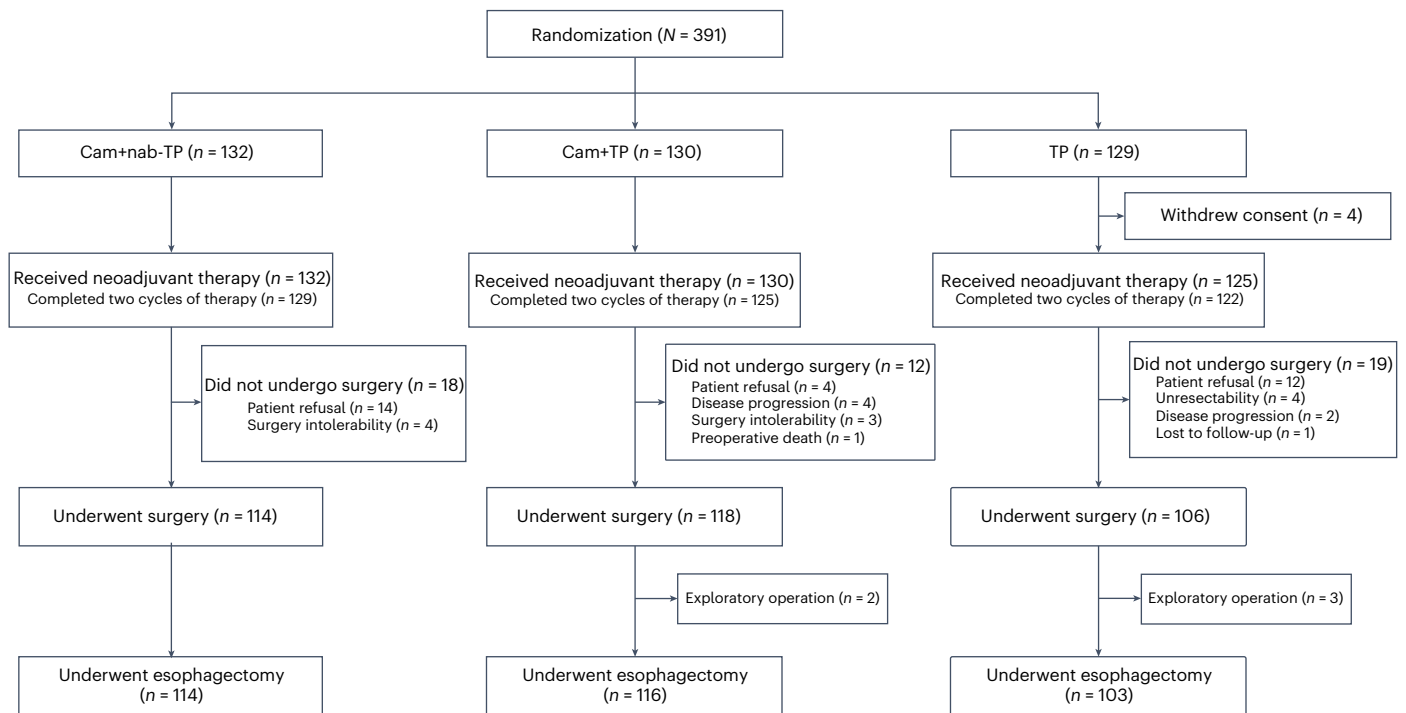 Randomization (N = 391)
Cam+nab-TP (n = 132)
Cam+TP (n = 130)
TP (n = 129)
Withdrew consent (n = 4)
Received neoadjuvant therapy (n = 132)
Completed two cycles of therapy (n = 129)
Received neoadjuvant therapy (n = 130)
Completed two cycles of therapy (n = 125)
Received neoadjuvant therapy (n = 125)
Completed two cycles of therapy (n = 122)
Did not undergo surgery (n = 18)
Patient refusal (n = 14)
Surgery intolerability (n = 4)
Did not undergo surgery (n = 12)
Patient refusal (n = 4)
Disease progression (n = 4)
Surgery intolerability (n = 3)
Preoperative death (n = 1)
Did not undergo surgery (n = 19)
Patient refusal (n = 12)
Unresectability (n = 4)
Disease progression (n = 2)
Lost to follow-up (n = 1)
Underwent surgery (n = 114)
Underwent surgery (n = 118)
Underwent surgery (n = 106)
Exploratory operation (n = 2)
Exploratory operation (n = 3)
Underwent esophagectomy
(n = 114)
Underwent esophagectomy
(n = 116)
Underwent esophagectomy
(n = 103)